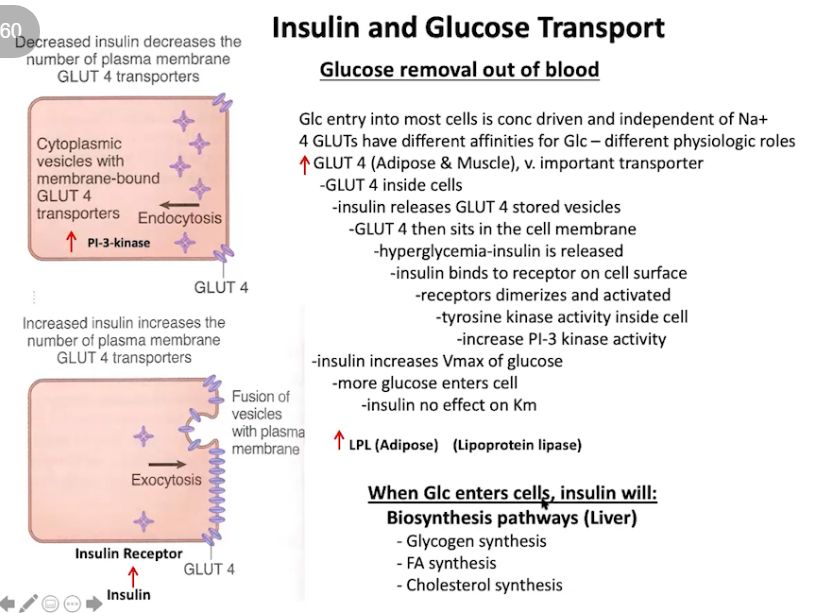 60
Insulin and Glucose Transport
Decreased insulin decreases the
number of plasma membrane
GLUT 4 transporters
Cytoplasmic
vesicles with
membrane-bound
GLUT 4
transporters
Endocytosis
PI-3-kinase
GLUT 4
Increased insulin increases the
number of plasma membrane
GLUT 4 transporters
Fusion of
vesicles
with plasma
membrane
Exocytosis
Insulin Receptor
GLUT 4
Insulin
Glucose removal out of blood
Glc entry into most cells is conc driven and independent of Na+
4 GLUTs have different affinities for Glc – different physiologic roles
GLUT 4 (Adipose & Muscle), v. important transporter
-GLUT 4 inside cells
-insulin releases GLUT 4 stored vesicles
-GLUT 4 then sits in the cell membrane
-hyperglycemia-insulin is released
-insulin binds to receptor on cell surface
-receptors dimerizes and activated
-tyrosine kinase activity inside cell
-increase PI-3 kinase activity
-insulin increases Vmax of glucose
-more glucose enters cell
-insulin no effect on Km
LPL (Adipose) (Lipoprotein lipase)
When Glc enters cells, insulin will:
Biosynthesis pathways (Liver)
- Glycogen synthesis
- FA synthesis
- Cholesterol synthesis